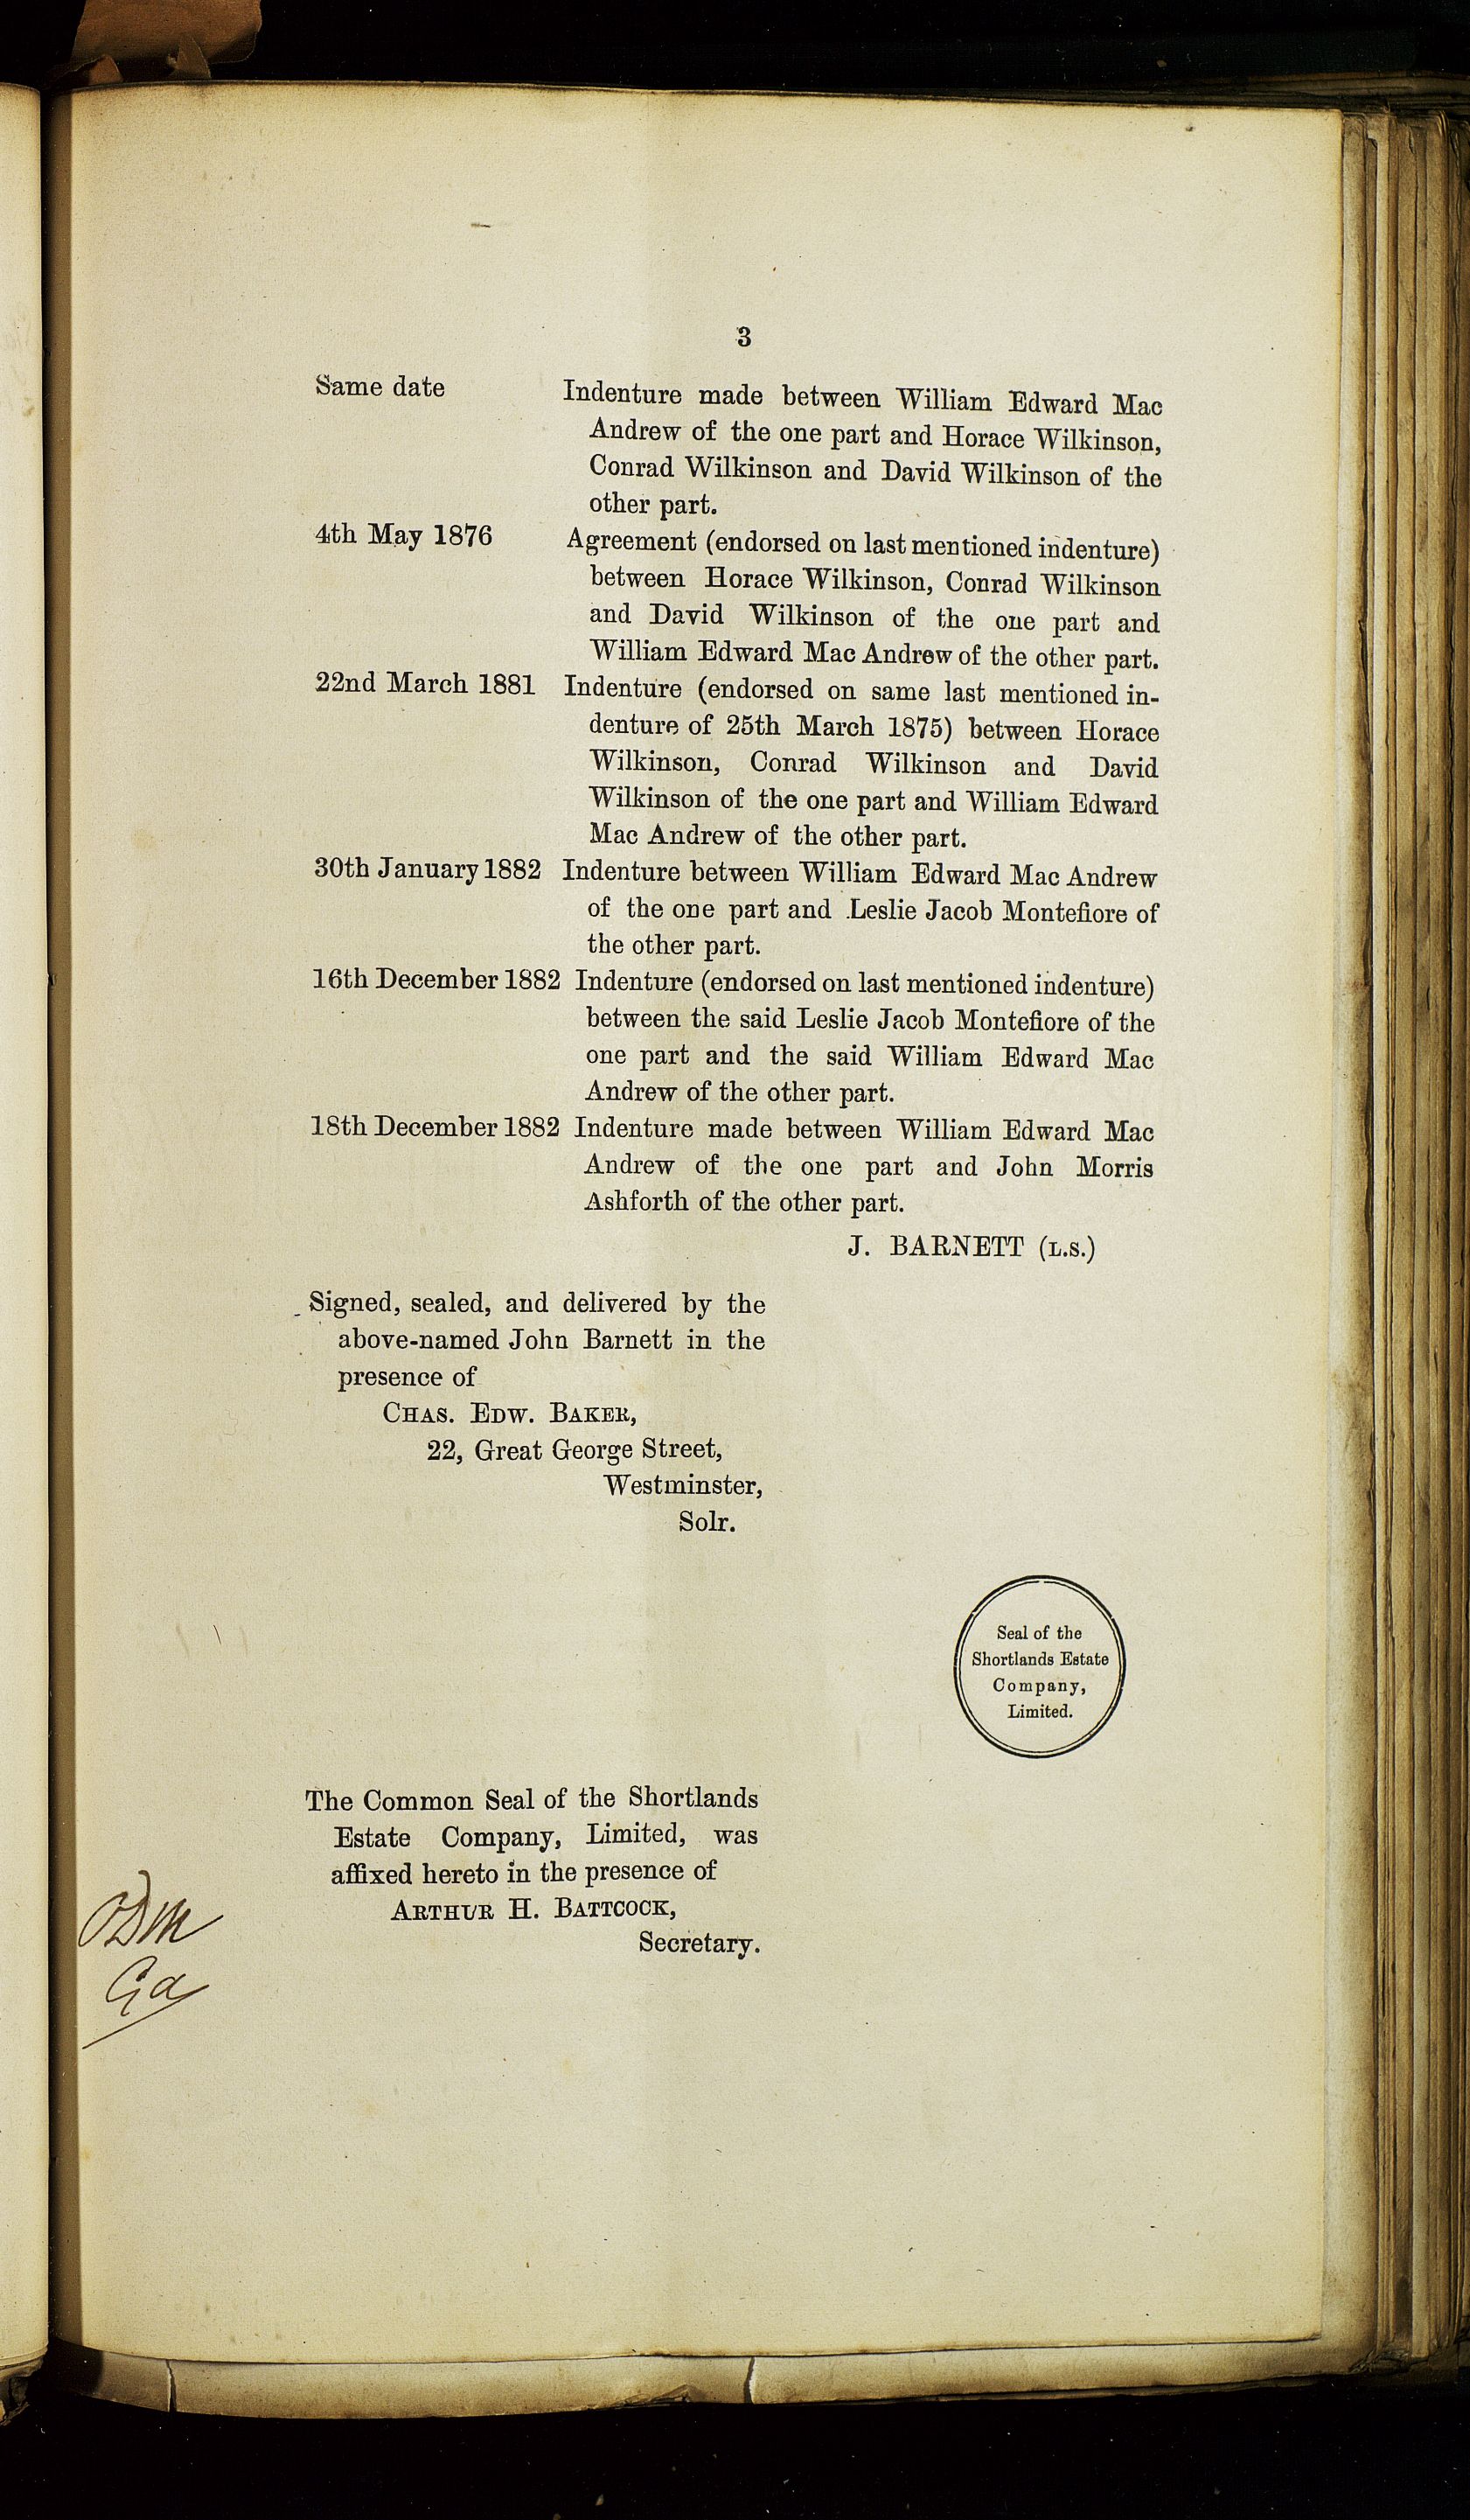 3
Same date Indenture made between William Edward Mac
Andrew of the one part and Horace Wilkinson,
Conrad Wilkinson and David Wilkinson of the
other part.
4th May 1876 Agreement (endorsed on last mentioned indenture)
between Horace Wilkinson, Conrad Wilkinson
and David Wilkinson of the one part and
William Edward Mac Andrew of the other part.
22nd March 1881 Indenture (endorsed on same last mentioned in-
denture of 25th March 1875) between Horace
Wilkinson, Conrad Wilkinson and David
Wilkinson of the one part and William Edward
Mac Andrew of the other part.
30th January 1882 Indenture between William Edward Mac Andrew
of the one part and Leslie Jacob Montefiore of
the other part.
16th December 1882 Indenture (endorsed on last mentioned indenture)
between the said Leslie Jacob Montefiore of the
one part and the said William Edward Mac
Andrew of the other part.
18th December 1882 Indenture made between William Edward Mac
Andrew of the one part and John Morris
Ashforth of the other part.
J. BARNETT (L.S.)
Signed, sealed, and delivered by the
above-named John Barnett in the
presence of
CHAS. EDW. BAKER,
22, Great George Street,
Westminster,
Solr.
Seal of the
Shortlands Estate
Company,
Limited.
The Common Seal of the Shortlands
Estate Company, Limited, was
affixed hereto in the presence of
ARTHUR H. BATTCOCK,
Secretary.